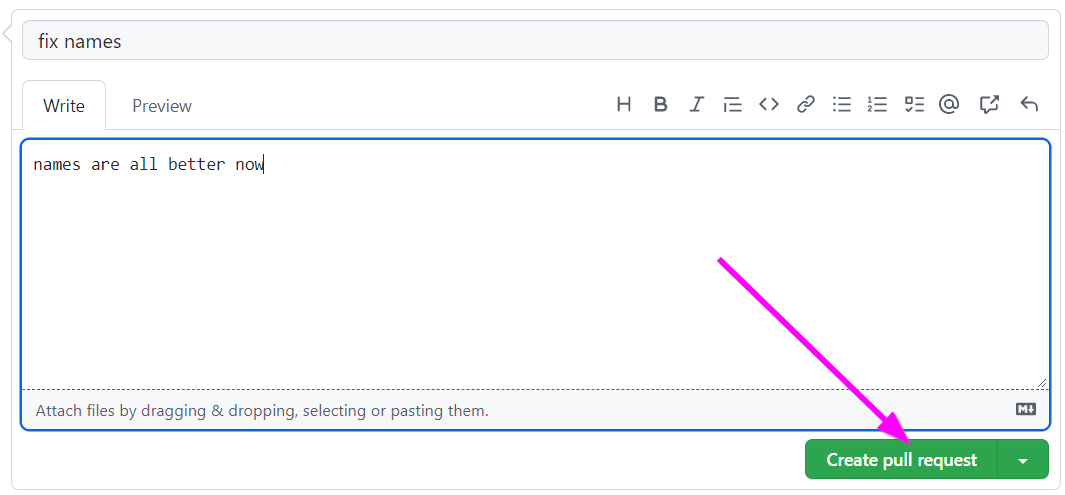 fix names
Write Preview
names are all better now
Attach files by dragging & dropping, selecting or pasting them.
Create pull request